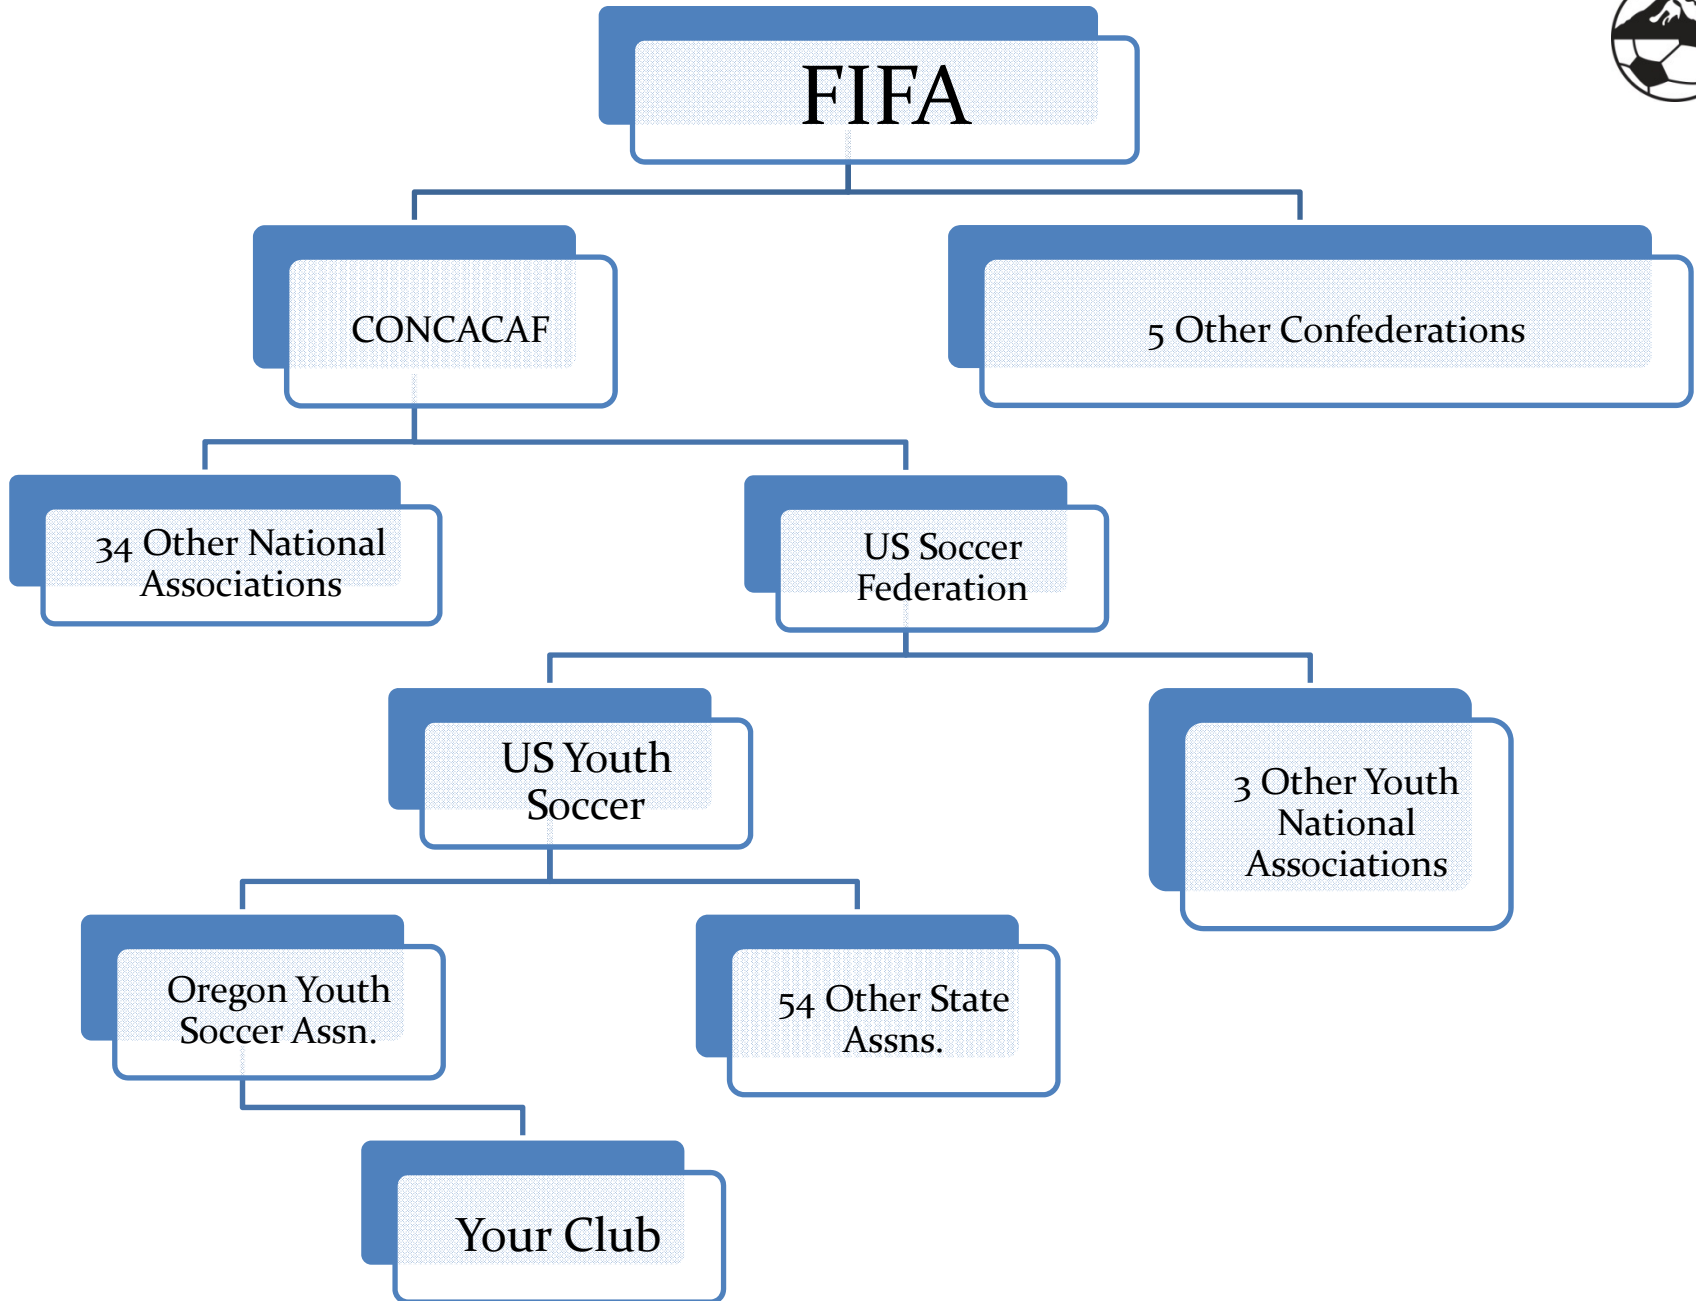 FIFA
CONCACAF
5 Other Confederations
34 Other National
Associations
US Soccer
Federation
US Youth
Soccer
3 Other Youth
National
Associations
Oregon Youth
Soccer Assn.
54 Other State
Assns.
Your Club